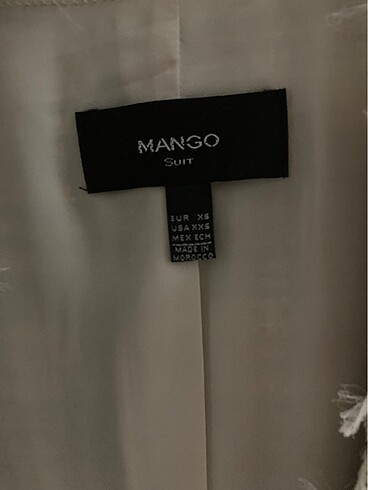 MANGO
SUIT
EUR XS
USA XXS
MEX ECH
MADE IN
MOROCCO